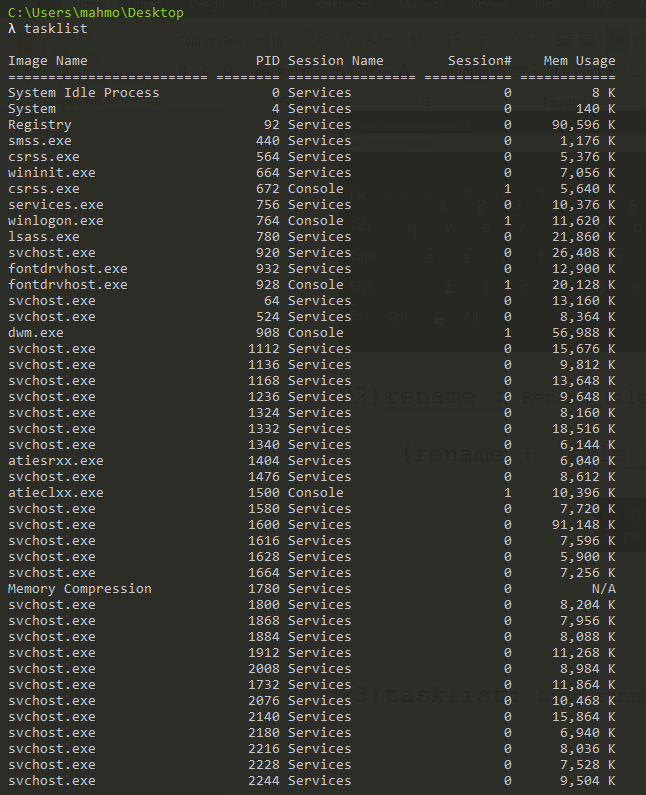 C:\Users\mahmo\Desktop
λ tasklist
Image Name                     PID Session Name        Session#    Mem Usage
========================= ======== ================ =========== ============
System Idle Process              0 Services                   0          8 K
System                           4 Services                   0        140 K
Registry                        92 Services                   0     90,596 K
smss.exe                       440 Services                   0      1,176 K
csrss.exe                      564 Services                   0      5,376 K
wininit.exe                    664 Services                   0      7,056 K
csrss.exe                      672 Console                    1      5,640 K
services.exe                   756 Services                   0     10,376 K
winlogon.exe                   764 Console                    1     11,620 K
lsass.exe                      780 Services                   0     21,860 K
svchost.exe                    920 Services                   0     26,408 K
fontdrvhost.exe                932 Services                   0     12,900 K
fontdrvhost.exe                928 Console                    1     20,128 K
svchost.exe                     64 Services                   0     13,160 K
svchost.exe                    524 Services                   0      8,364 K
dwm.exe                        908 Console                    1     56,988 K
svchost.exe                   1112 Services                   0     15,676 K
svchost.exe                   1136 Services                   0      9,812 K
svchost.exe                   1168 Services                   0     13,648 K
svchost.exe                   1236 Services                   0      9,648 K
svchost.exe                   1324 Services                   0      8,160 K
svchost.exe                   1332 Services                   0     18,516 K
svchost.exe                   1340 Services                   0      6,144 K
atiesrxx.exe                  1404 Services                   0      6,040 K
svchost.exe                   1476 Services                   0      8,612 K
atieclxx.exe                  1500 Console                    1     10,396 K
svchost.exe                   1580 Services                   0      7,720 K
svchost.exe                   1600 Services                   0     91,148 K
svchost.exe                   1616 Services                   0      7,596 K
svchost.exe                   1628 Services                   0      5,900 K
svchost.exe                   1664 Services                   0      7,256 K
Memory Compression            1780 Services                   0          N/A
svchost.exe                   1800 Services                   0      8,204 K
svchost.exe                   1868 Services                   0      7,956 K
svchost.exe                   1884 Services                   0      8,088 K
svchost.exe                   1912 Services                   0     11,268 K
svchost.exe                   2008 Services                   0      8,984 K
svchost.exe                   1732 Services                   0     11,864 K
svchost.exe                   2076 Services                   0     10,468 K
svchost.exe                   2140 Services                   0     15,864 K
svchost.exe                   2180 Services                   0      6,940 K
svchost.exe                   2216 Services                   0      8,036 K
svchost.exe                   2228 Services                   0      7,528 K
svchost.exe                   2244 Services                   0      9,504 K